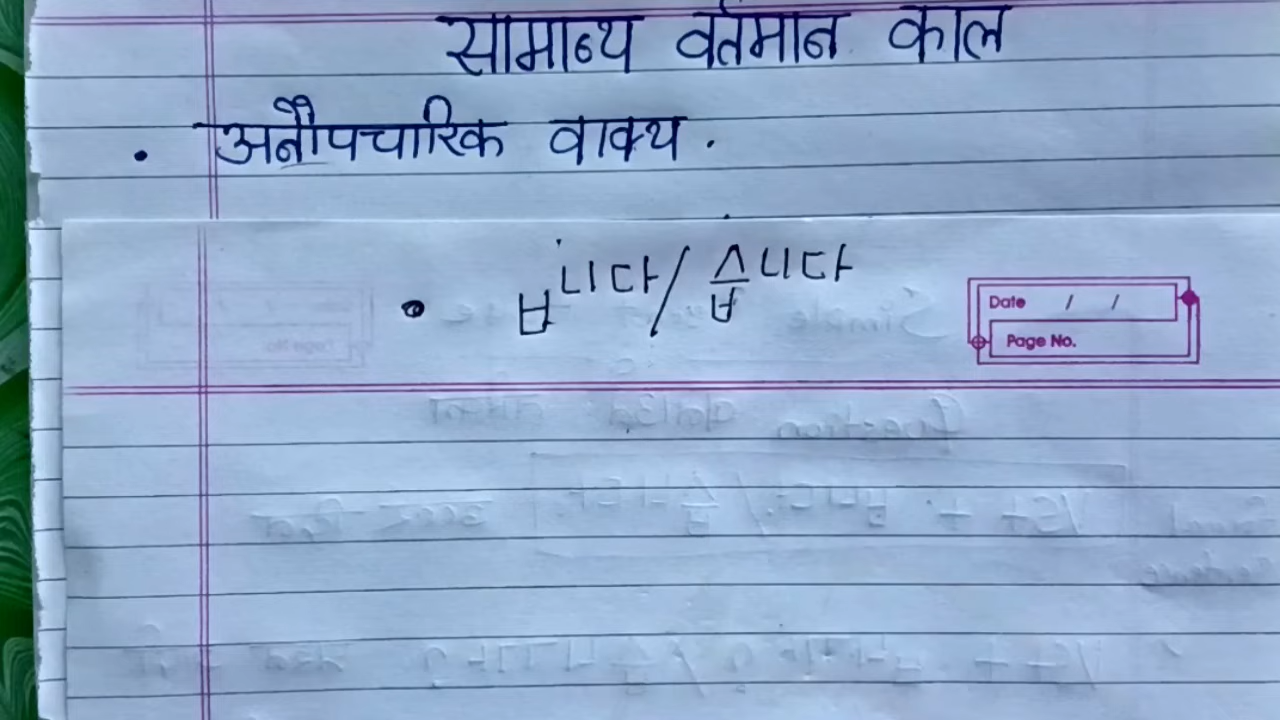 सामान्य वर्तमान काल
• अनौपचारिक वाक्य .
• ㅂ니다/습니다
Date / /
Page No.